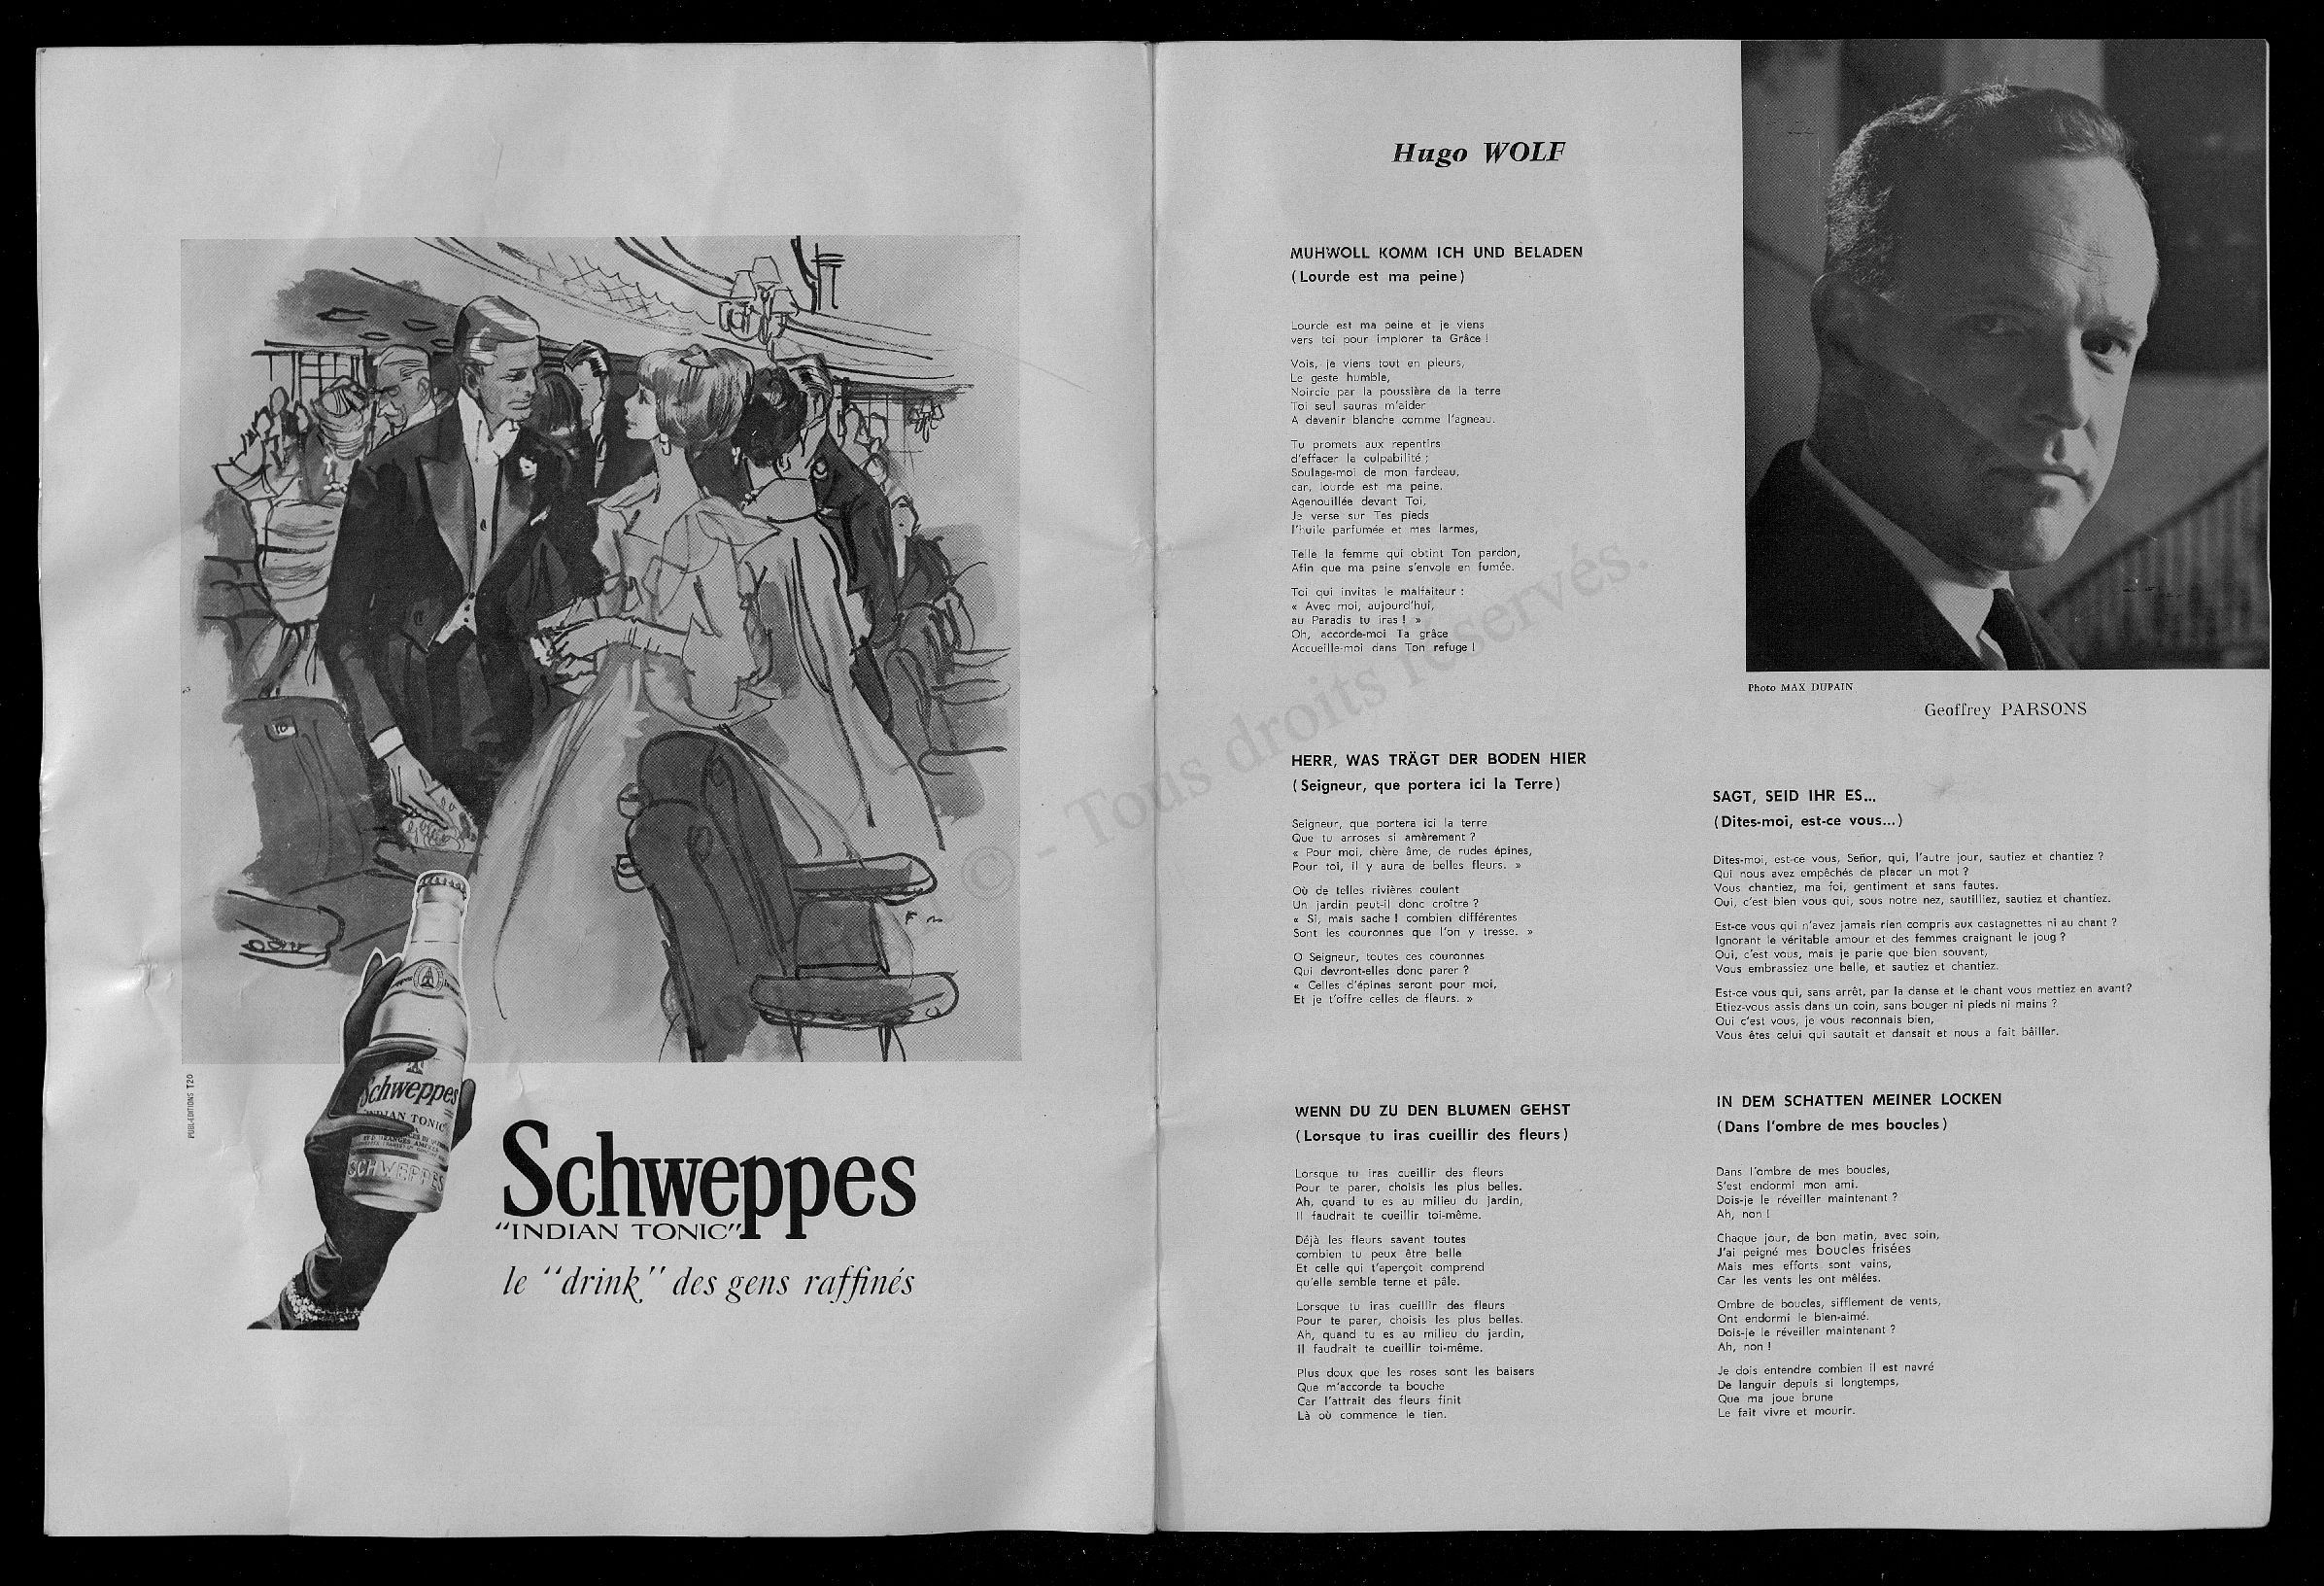 10
F m
PUBL-EDITIONS T20
Schweppes
INDIAN TONIC
SCHWEPPES
Schweppes
"INDIAN TONIC"
le "drink" des gens raffinés
© - Tous droits réservés.
Hugo WOLF
MUHWOLL KOMM ICH UND BELADEN
(Lourde est ma peine)
Lourde est ma peine et je viens
vers toi pour implorer ta Grâce !
Vois, je viens tout en pleurs,
Le geste humble,
Noircie par la poussière de la terre
Toi seul sauras m'aider
A devenir blanche comme l'agneau.
Tu promets aux repentirs
d'effacer la culpabilité ;
Soulage-moi de mon fardeau,
car, lourde est ma peine.
Agenouillée devant Toi,
Je verse sur Tes pieds
l'huile parfumée et mes larmes,
Telle la femme qui obtint Ton pardon,
Afin que ma peine s'envole en fumée.
Toi qui invites le malfaiteur :
« Avec moi, aujourd'hui,
au Paradis tu iras ! »
Oh, accorde-moi Ta grâce
Accueille-moi dans Ton refuge !
HERR, WAS TRÄGT DER BODEN HIER
(Seigneur, que portera ici la Terre)
Seigneur, que portera ici la terre
Que tu arroses si amèrement ?
« Pour moi, chère âme, de rudes épines,
Pour toi, il y aura de belles fleurs. »
Où de telles rivières coulent
Un jardin peut-il donc croître ?
« Si, mais sache ! combien différentes
Sont les couronnes que l'on y tresse. »
O Seigneur, toutes ces couronnes
Qui devront-elles donc parer ?
« Celles d'épines seront pour moi,
Et je t'offre celles de fleurs. »
WENN DU ZU DEN BLUMEN GEHST
(Lorsque tu iras cueillir des fleurs)
Lorsque tu iras cueillir des fleurs
Pour te parer, choisis les plus belles.
Ah, quand tu es au milieu du jardin,
Il faudrait te cueillir toi-même.
Déjà les fleurs savent toutes
combien tu peux être belle
Et celle qui t'aperçoit comprend
qu'elle semble terne et pâle.
Lorsque tu iras cueillir des fleurs
Pour te parer, choisis les plus belles.
Ah, quand tu es au milieu du jardin,
Il faudrait te cueillir toi-même.
Plus doux que les roses sont les baisers
Que m'accorde ta bouche
Car l'attrait des fleurs finit
Là où commence le tien.
Photo MAX DUPAIN
Geoffrey PARSONS
SAGT, SEID IHR ES...
(Dites-moi, est-ce vous...)
Dites-moi, est-ce vous, Señor, qui, l'autre jour, sautiez et chantiez ?
Qui nous avez empêchés de placer un mot ?
Vous chantiez, ma foi, gentiment et sans fautes.
Oui, c'est bien vous qui, sous notre nez, sautilliez, sautiez et chantiez.
Est-ce vous qui n'avez jamais rien compris aux castagnettes ni au chant ?
Ignorant le véritable amour et des femmes craignant le joug ?
Oui, c'est vous, mais je parie que bien souvent,
Vous embrassiez une belle, et sautiez et chantiez.
Est-ce vous qui, sans arrêt, par la danse et le chant vous mettiez en avant?
Etiez-vous assis dans un coin, sans bouger ni pieds ni mains ?
Oui c'est vous, je vous reconnais bien,
Vous êtes celui qui sautait et dansait et nous a fait bâiller.
IN DEM SCHATTEN MEINER LOCKEN
(Dans l'ombre de mes boucles)
Dans l'ombre de mes boucles,
S'est endormi mon ami.
Dois-je le réveiller maintenant ?
Ah, non !
Chaque jour, de bon matin, avec soin,
J'ai peigné mes boucles frisées
Mais mes efforts sont vains,
Car les vents les ont mêlées.
Ombre de boucles, sifflement de vents,
Ont endormi le bien-aimé.
Dois-je le réveiller maintenant ?
Ah, non !
Je dois entendre combien il est navré
De languir depuis si longtemps,
Que ma joue brune
Le fait vivre et mourir.